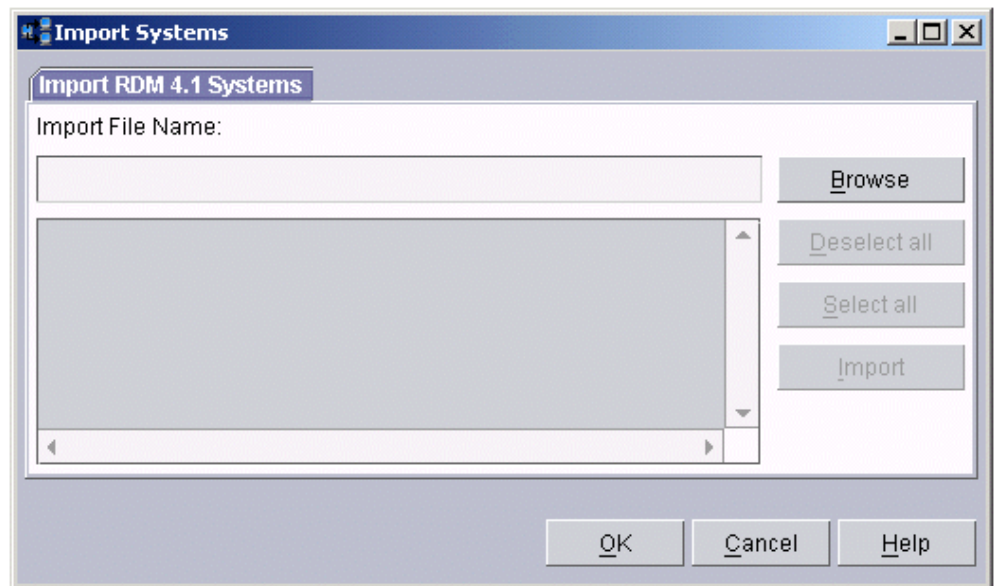 Import Systems
Import RDM 4.1 Systems
Import File Name:
Browse
Deselect all
Select all
Import
OK
Cancel
Help